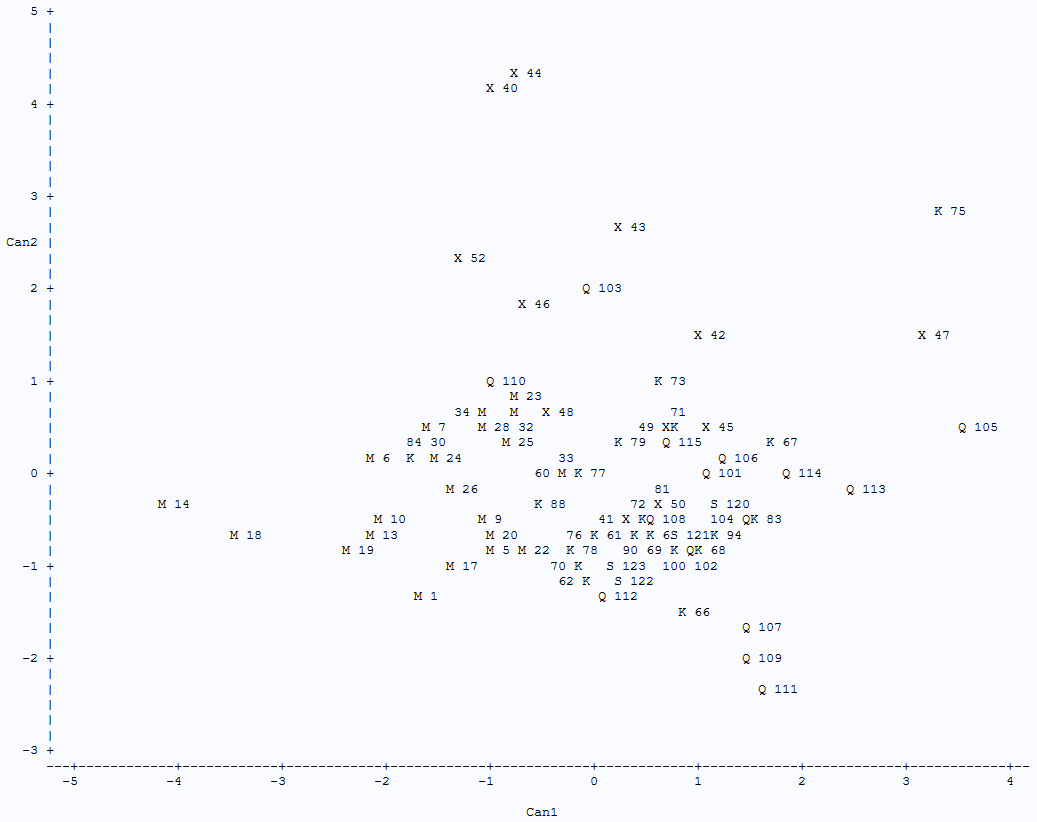 5 +
X 44
X 40
4 +
3 +
K 75
X 43
Can2
X 52
2 + Q 103
X 46
X 42 X 47
1 + Q 110 K 73
M 23
34 M M X 48 71
M 7 M 28 32 49 XK X 45 Q 105
84 30 M 25 K 79 Q 115 K 67
M 6 K M 24 33 Q 106
0 + 60 M K 77 Q 101 Q 114
M 26 81 Q 113
M 14 K 88 72 X 50 S 120
M 10 M 9 41 X KQ 108 104 QK 83
M 18 M 13 M 20 76 K 61 K K 6S 121K 94
M 19 M 5 M 22 K 78 90 69 K QK 68
-1 + M 17 70 K S 123 100 102
62 K S 122
M 1 Q 112
K 66
Q 107
-2 + Q 109
Q 111
-3 +
--+------------+------------+------------+------------+------------+------------+------------+------------+------------+--
-5 -4 -3 -2 -1 0 1 2 3 4
Can1